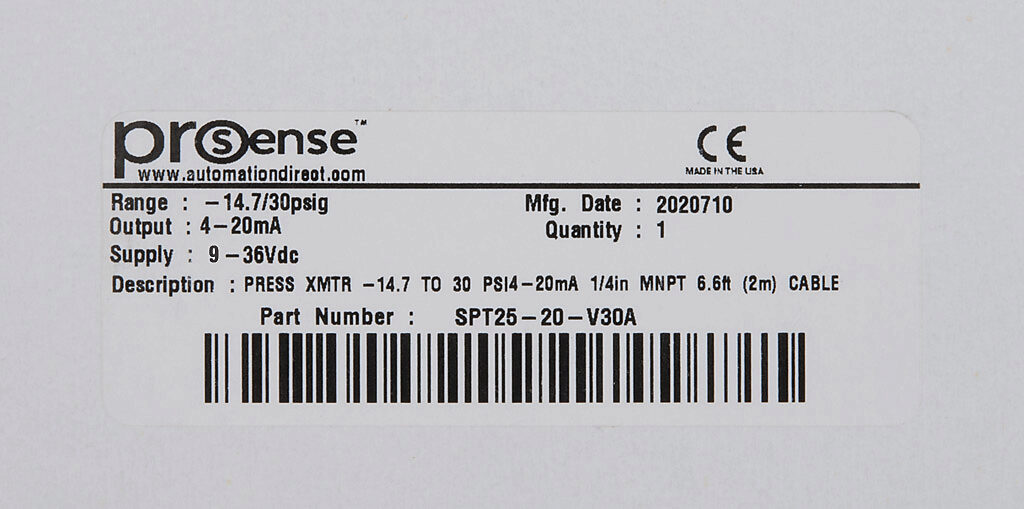 prosense™
www.automationdirect.com
CE
MADE IN THE USA
Range : -14.7/30psig
Mfg. Date : 2020710
Output : 4-20mA
Quantity : 1
Supply : 9-36Vdc
Description : PRESS XMTR -14.7 TO 30 PSI4-20mA 1/4in MNPT 6.6ft (2m) CABLE
Part Number : SPT25-20-V30A